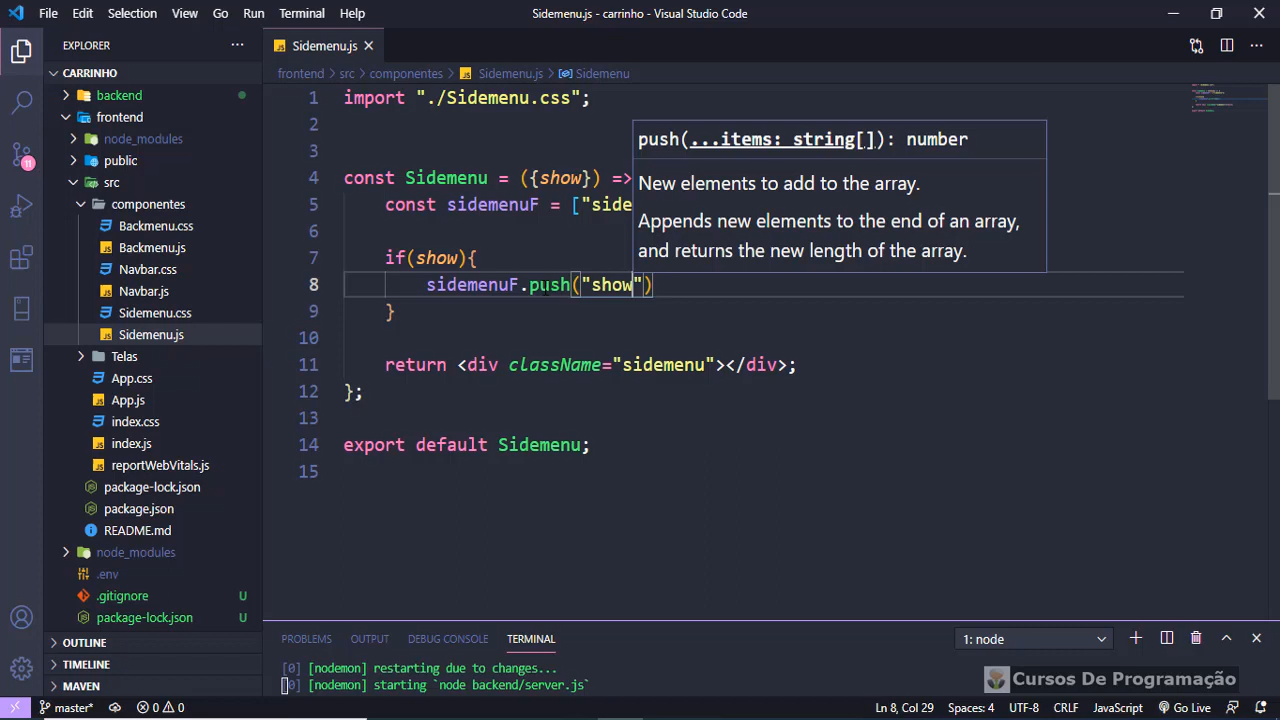 File Edit Selection View Go Run Terminal Help
Sidemenu.js - carrinho - Visual Studio Code
EXPLORER
CARRINHO
backend
frontend
node_modules
public
src
componentes
Backmenu.css
Backmenu.js
Navbar.css
Navbar.js
Sidemenu.css
Sidemenu.js
Telas
App.css
App.js
index.css
index.js
reportWebVitals.js
package-lock.json
package.json
README.md
node_modules
.env
.gitignore U
package-lock.json U
OUTLINE
TIMELINE
MAVEN
11
Sidemenu.js
frontend > src > componentes > Sidemenu.js > Sidemenu
1 import "./Sidemenu.css";
2
3
4 const Sidemenu = ({show}) =>
5 const sidemenuF = ["side
6
7 if(show){
8 sidemenuF.push("show")
9 }
10
11 return <div className="sidemenu"></div>;
12 };
13
14 export default Sidemenu;
15
push(...items: string[]): number
New elements to add to the array.
Appends new elements to the end of an array,
and returns the new length of the array.
PROBLEMS OUTPUT DEBUG CONSOLE TERMINAL
1: node
[0] [nodemon] restarting due to changes...
[0] [nodemon] starting `node backend/server.js`
Cursos De Programação
master* 0 0
Ln 8, Col 29 Spaces: 4 UTF-8 CRLF JavaScript Go Live